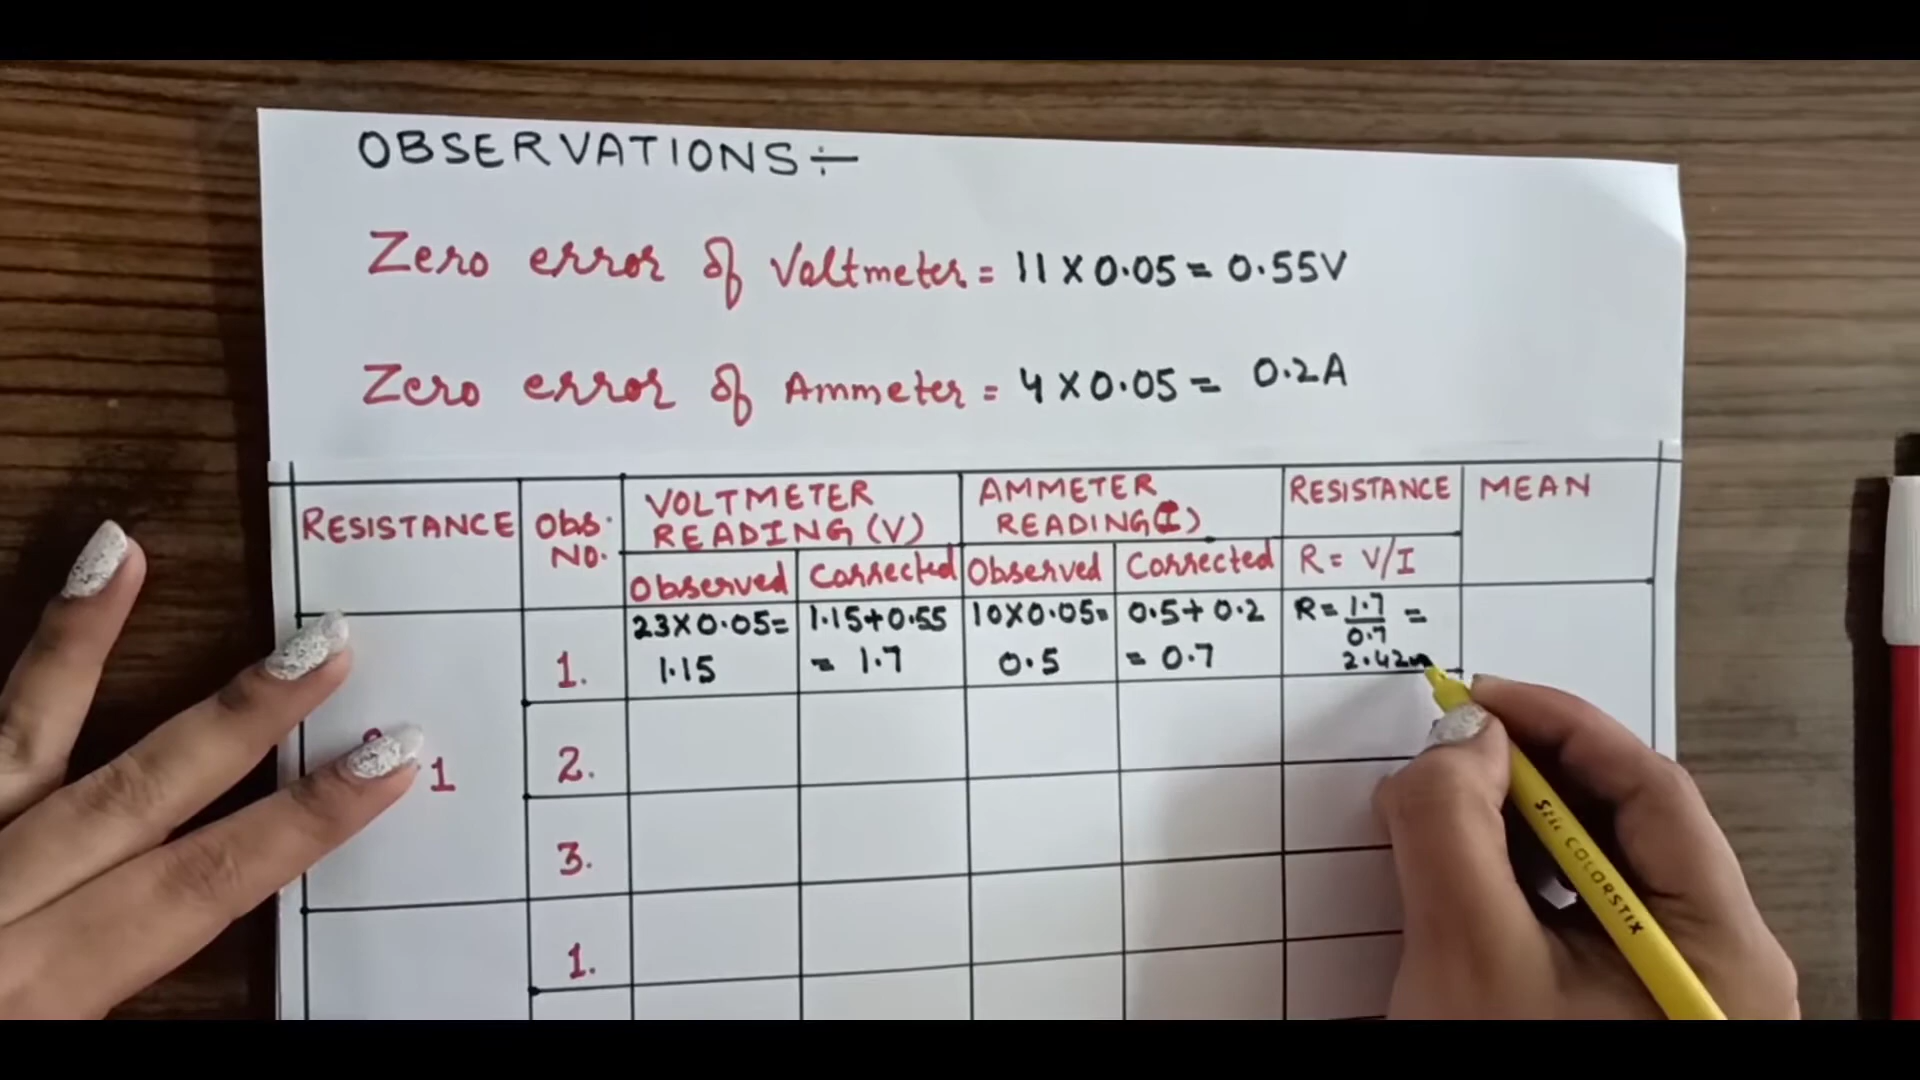 OBSERVATIONS÷
Zero error of Voltmeter = 11 X 0.05 = 0.55V
Zero error of Ammeter = 4 X 0.05 = 0.2A
RESISTANCE
OBS. NO.
VOLTMETER READING (V)
AMMETER READING(I)
RESISTANCE
MEAN
Observed
Corrected
Observed
Corrected
R = V/I
1.
23X0.05=
1.15
1.15+0.55
= 1.7
10X0.05=
0.5
0.5+0.2
= 0.7
R = 1.7/0.7 =
2.42
1
2.
3.
1.
Stic COLORSTIX